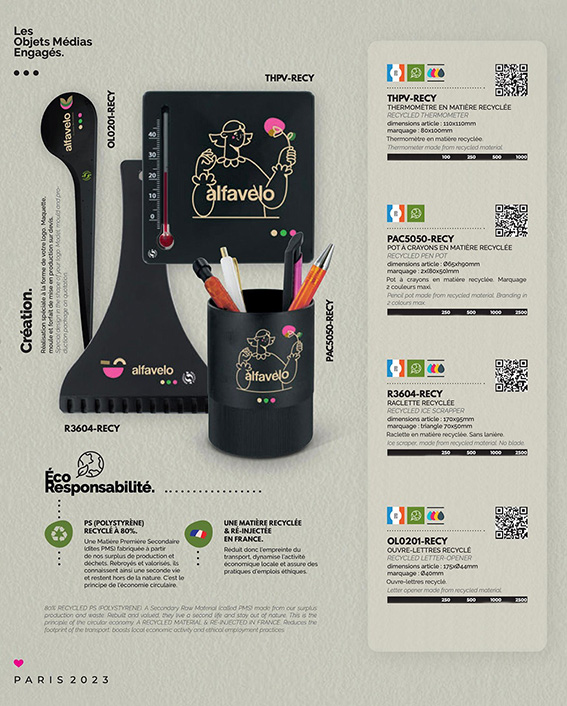 Les
Objets Médias
Engagés.
THPV-RECY
OL0201-RECY
alfavelo
40
30
20
10
0
alfavelo
alfavelo
alfavelo
PAC5050-RECY
R3604-RECY
Création.
Réalisation spéciale à la forme de votre logo. Maquette,
moule et forfait de mise en production sur devis.
Special design in the shape of your logo. Model, mould and pro-
duction package on quotation.
Éco
Responsabilité.
PS (POLYSTYRÈNE)
RECYCLÉ À 80%.
Une Matière Première Secondaire
(dîtes PMS) fabriquée à partir
de nos surplus de production et
déchets. Rebroyés et valorisés, ils
connaissent ainsi une seconde vie
et restent hors de la nature. C'est le
principe de l'économie circulaire.
UNE MATIÈRE RECYCLÉE
& RÉ-INJECTÉE
EN FRANCE.
Réduit donc l'empreinte du
transport, dynamise l'activité
économique locale et assure des
pratiques d'emplois éthiques.
80% RECYCLED PS (POLYSTYRENE). A Secondary Raw Material (called PMS) made from our surplus
production and waste. Rebuilt and valued, they live a second life and stay out of nature. This is the
principle of the circular economy. A RECYCLED MATERIAL & RE-INJECTED IN FRANCE. Reduces the
footprint of the transport, boosts local economic activity and ethical employment practices.
PARIS 2023
THPV-RECY
THERMOMÈTRE EN MATIÈRE RECYCLÉE
RECYCLED THERMOMETER
dimensions article : 110x110mm
marquage : 80x100mm
Thermomètre en matière recyclée.
Thermometer made from recycled material.
100 250 500 1000
PAC5050-RECY
POT À CRAYONS EN MATIÈRE RECYCLÉE
RECYCLED PEN POT
dimensions article : Ø65xh90mm
marquage : 2x(80x50)mm
Pot à crayons en matière recyclée. Marquage
2 couleurs maxi.
Pencil pot made from recycled material. Branding in
2 colours max.
250 500 1000 2500
R3604-RECY
RACLETTE RECYCLÉE
RECYCLED ICE SCRAPPER
dimensions article : 170x95mm
marquage : triangle 70x50mm
Raclette en matière recyclée. Sans lanière.
Ice scraper, made from recycled material. No blade.
250 500 1000 2500
OL0201-RECY
OUVRE-LETTRES RECYCLÉ
RECYCLED LETTER-OPENER
dimensions article : 175xØ44mm
marquage : Ø40mm
Ouvre-lettres recyclé.
Letter opener made from recycled material.
250 500 1000 2500